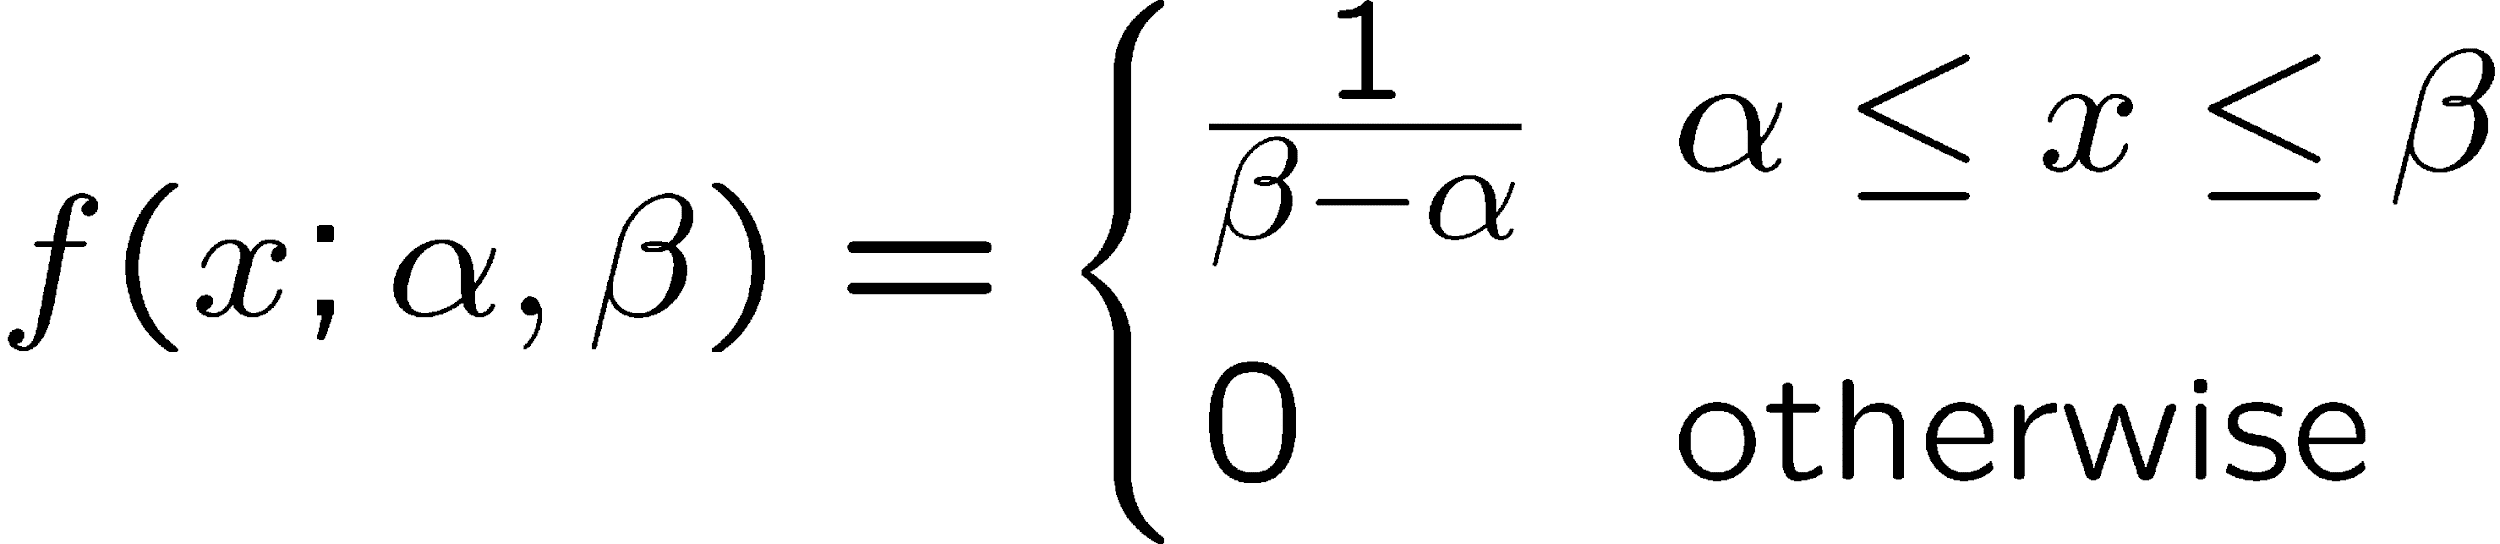 f(x; α, β) = { 1/(β−α) α ≤ x ≤ β
0 otherwise